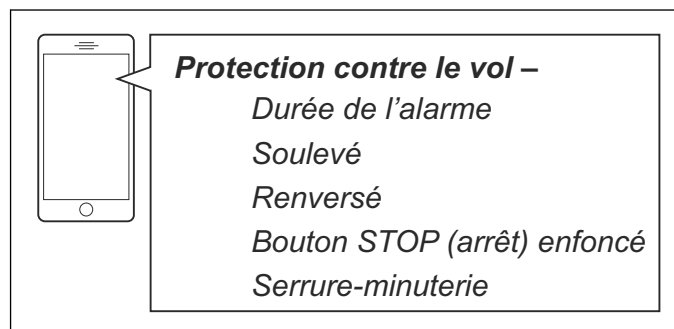 Protection contre le vol –
Durée de l’alarme
Soulevé
Renversé
Bouton STOP (arrêt) enfoncé
Serrure-minuterie